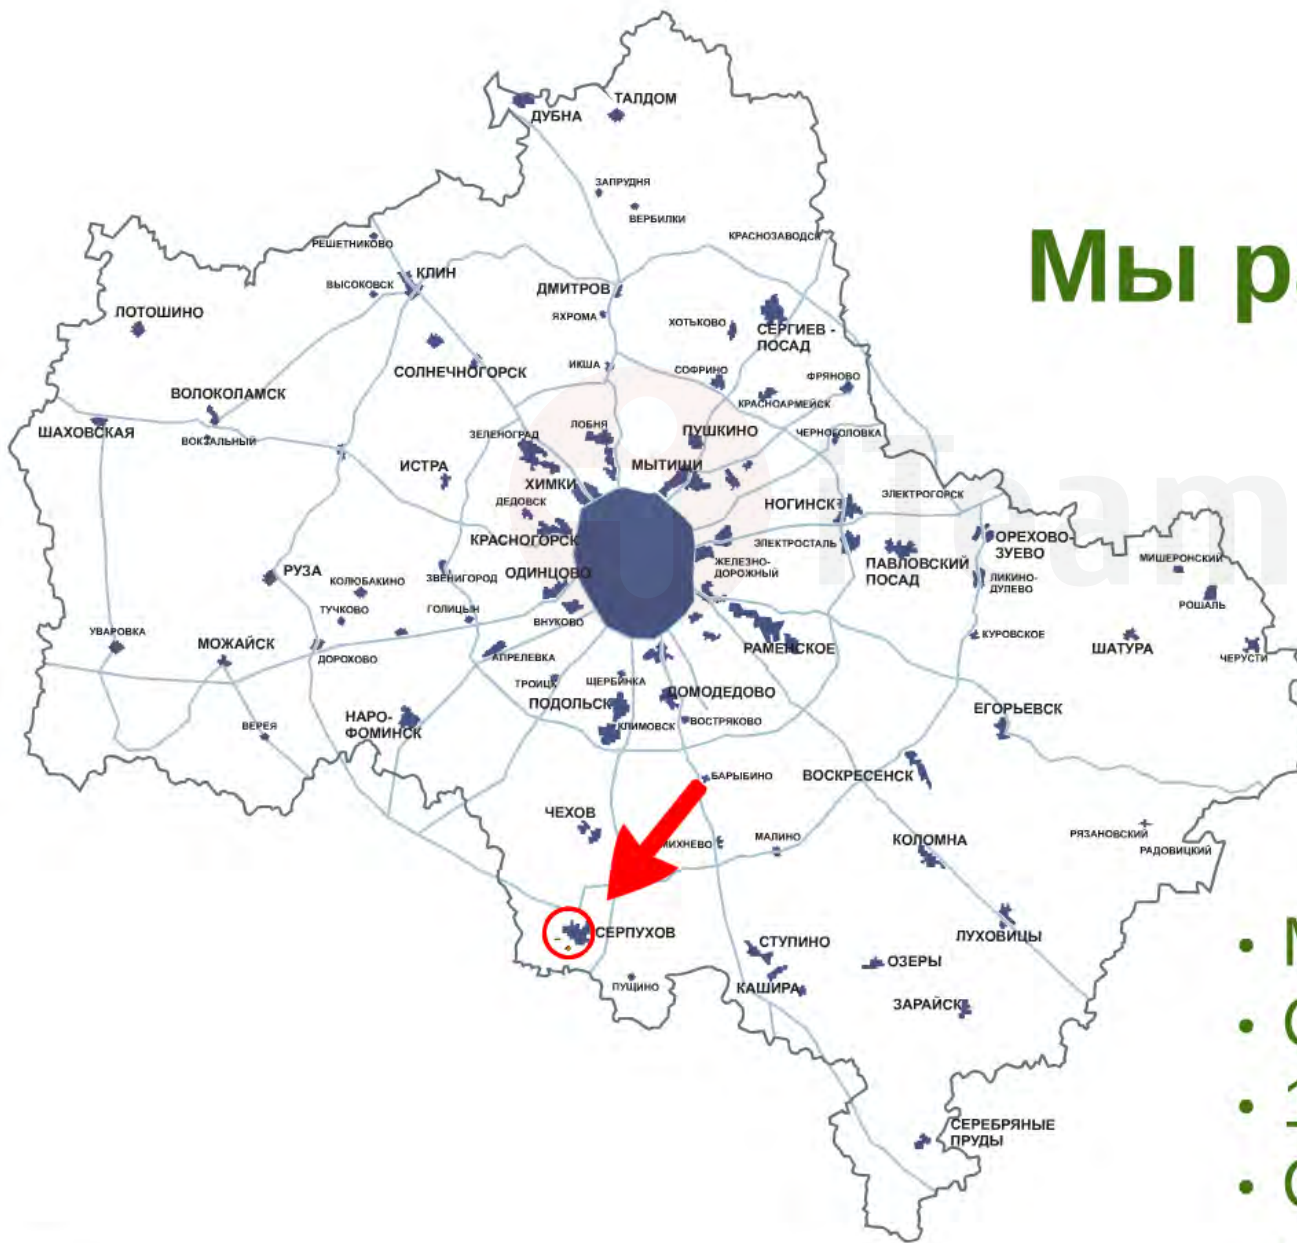 ТАЛДОМ
ДУБНА
ЗАПРУДНЯ
ВЕРБИЛКИ
КРАСНОЗАВОДСК
РЕШЕТНИКОВО
Мы
КЛИН
ВЫСОКОВСК
ДМИТРОВ
ЛОТОШИНО
ЯХРОМА
ХОТЬКОВО
СЕРГИЕВ -
ПОСАД
ИКША
СОЛНЕЧНОГОРСК
СОФРИНО
ФРЯНОВО
ВОЛОКОЛАМСК
КРАСНОАРМЕЙСК
ШАХОВСКАЯ
ВОКЗАЛЬНЫЙ
ЗЕЛЕНОГРАД
ЛОБНЯ
ПУШКИНО
ЧЕРНОГОЛОВКА
ИСТРА
МЫТИЩИ
iTeam
ХИМКИ
ДЕДОВСК
НОГИНСК
ЭЛЕКТРОГОРСК
КРАСНОГОРСК
ЭЛЕКТРОСТАЛЬ
ОРЕХОВО-
ЗУЕВО
ЖЕЛЕЗНО-
ДОРОЖНЫЙ
ПАВЛОВСКИЙ
ПОСАД
МИШЕРОНСКИЙ
РУЗА
КОЛЮБАКИНО
ЗВЕНИГОРОД
ОДИНЦОВО
ЛИКИНО-
ДУЛЕВО
РОШАЛЬ
ТУЧКОВО
ГОЛИЦЫН
ВНУКОВО
УВАРОВКА
МОЖАЙСК
ДОРОХОВО
АПРЕЛЕВКА
РАМЕНСКОЕ
КУРОВСКОЕ
ШАТУРА
ЧЕРУСТИ
ТРОИЦК
ЩЕРБИНКА
ПОДОЛЬСК
ДОМОДЕДОВО
ЕГОРЬЕВСК
НАРО-
ФОМИНСК
ВЕРЕЯ
КЛИМОВСК
ВОСТРЯКОВО
БАРЫБИНО
ВОСКРЕСЕНСК
ЧЕХОВ
МИХНЕВО
МАЛИНО
КОЛОМНА
РЯЗАНОВСКИЙ
РАДОВИЦКИЙ
СЕРПУХОВ
СТУПИНО
ЛУХОВИЦЫ
ОЗЕРЫ
ПУЩИНО
КАШИРА
ЗАРАЙСК
СЕРЕБРЯНЫЕ
ПРУДЫ